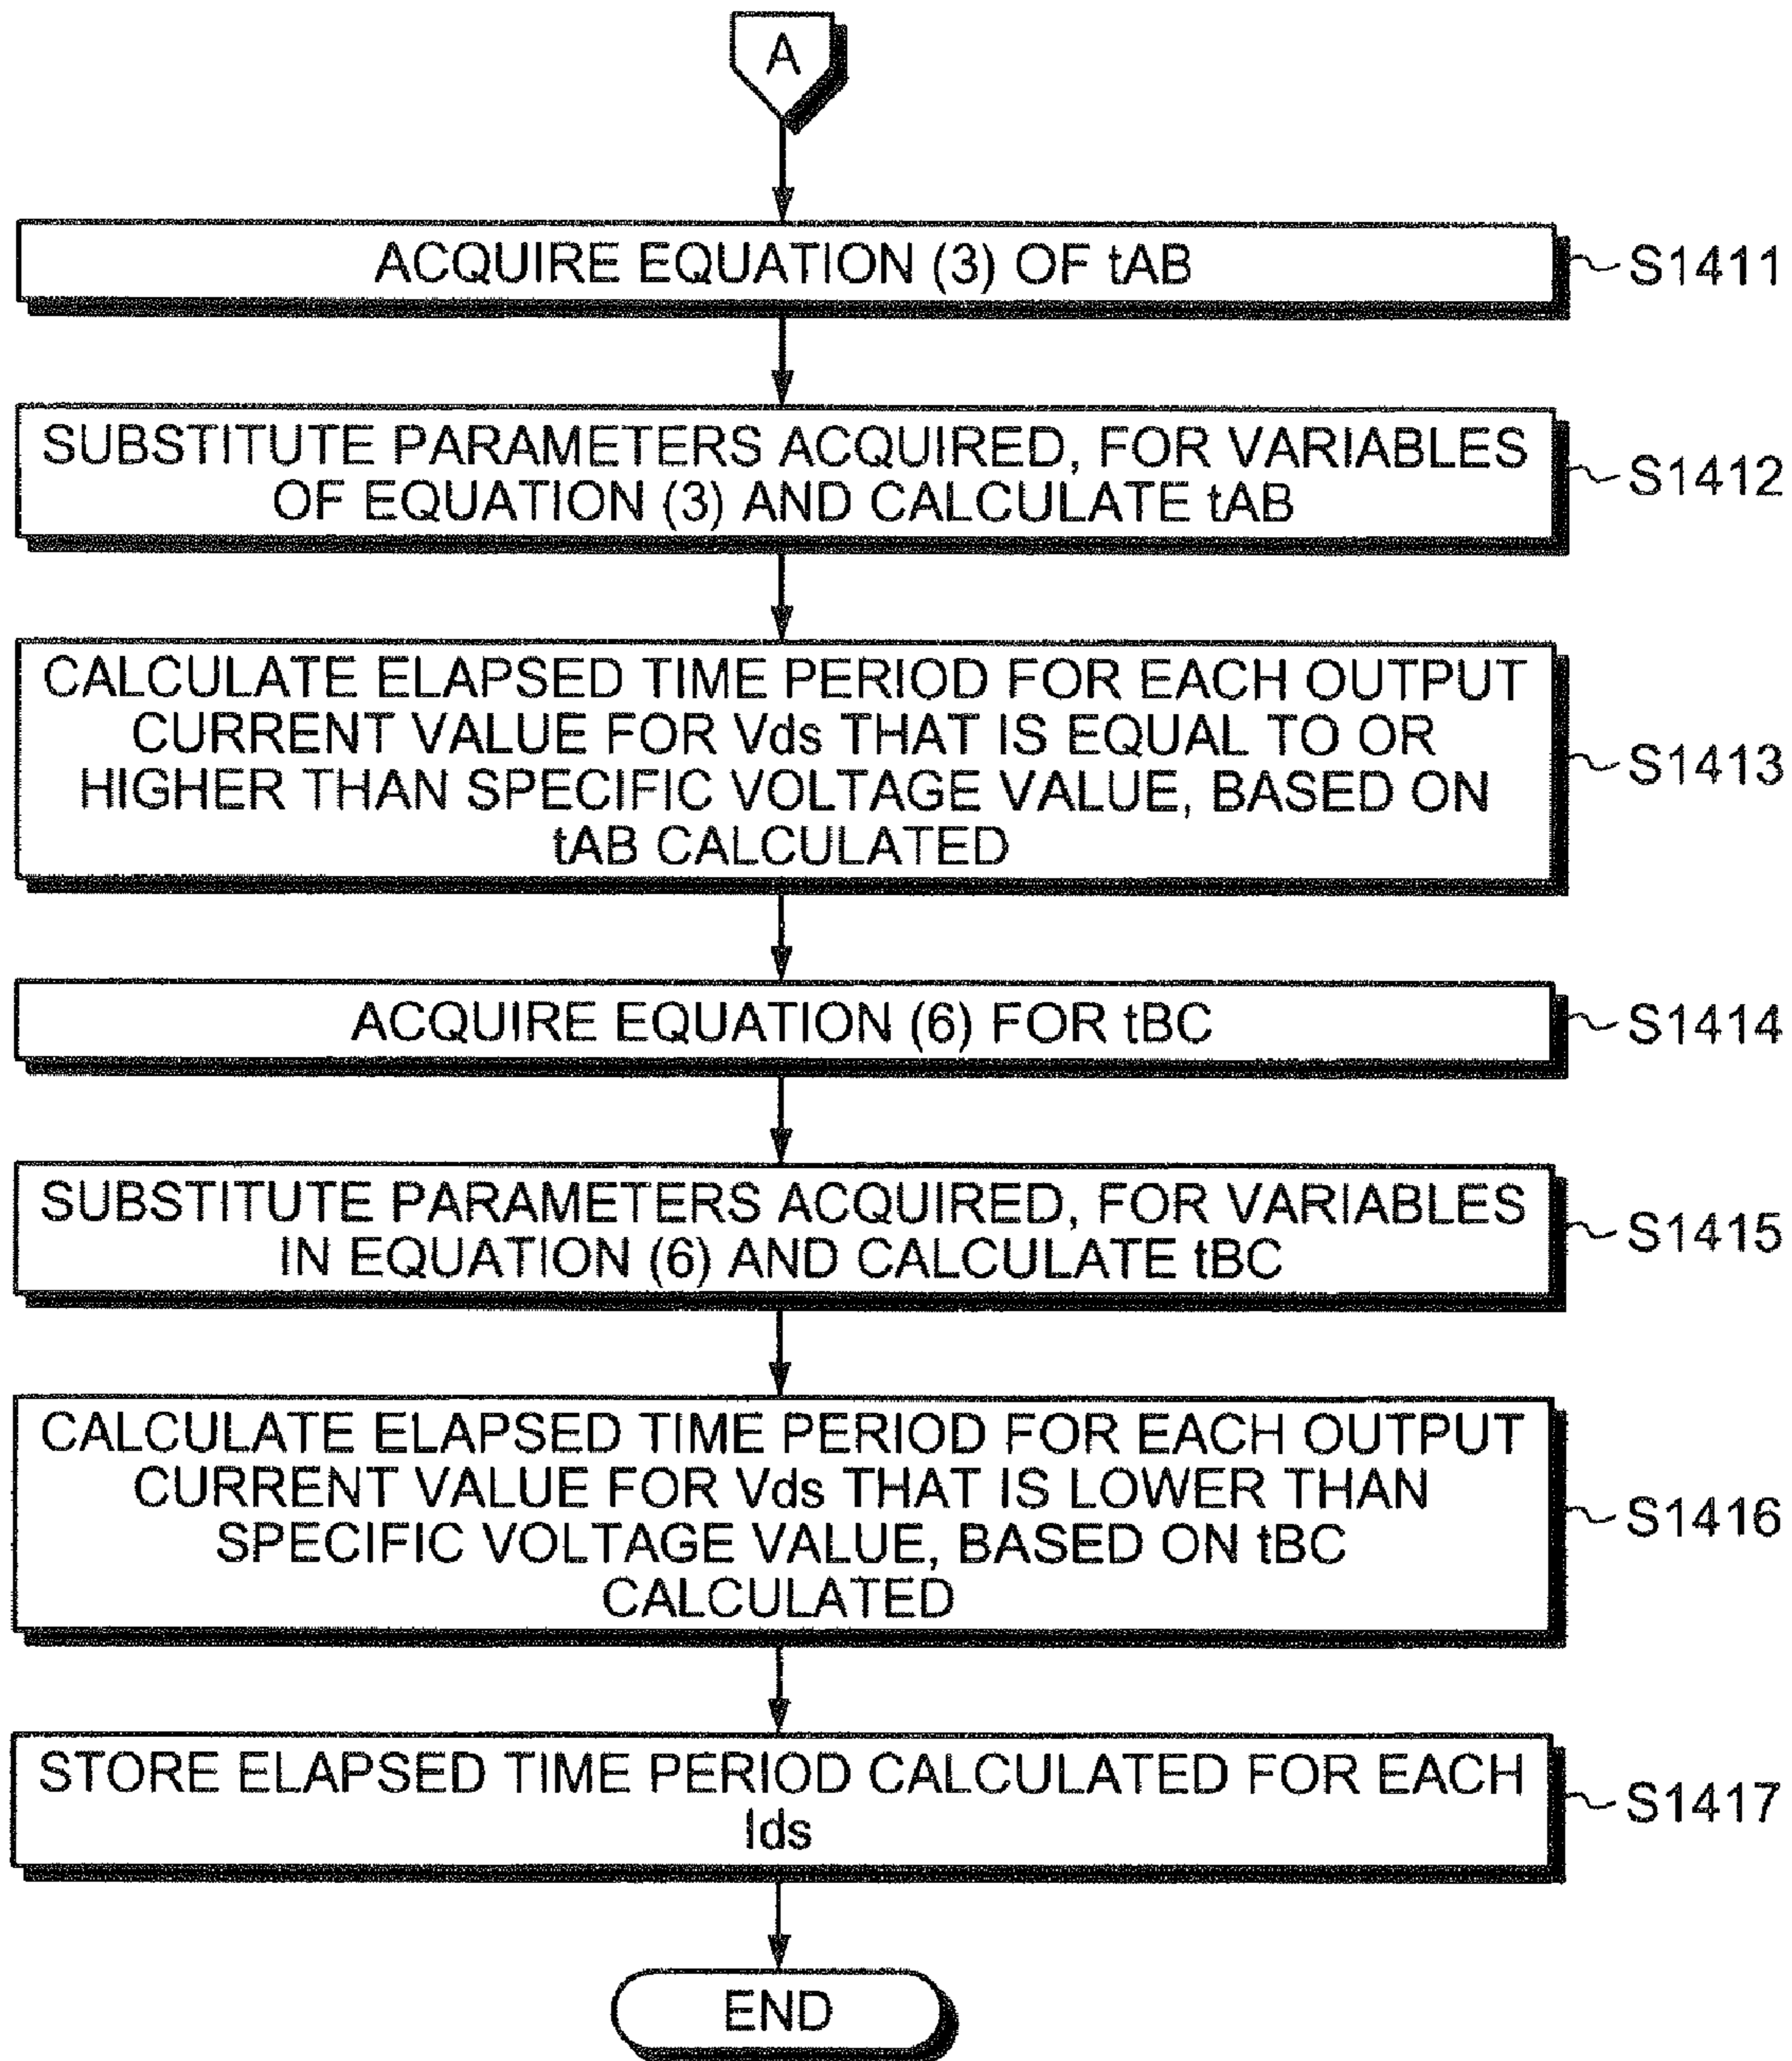 A
ACQUIRE EQUATION (3) OF tAB
S1411
SUBSTITUTE PARAMETERS ACQUIRED, FOR VARIABLES
OF EQUATION (3) AND CALCULATE tAB
S1412
CALCULATE ELAPSED TIME PERIOD FOR EACH OUTPUT
CURRENT VALUE FOR Vds THAT IS EQUAL TO OR
HIGHER THAN SPECIFIC VOLTAGE VALUE, BASED ON
tAB CALCULATED
S1413
ACQUIRE EQUATION (6) FOR tBC
S1414
SUBSTITUTE PARAMETERS ACQUIRED, FOR VARIABLES
IN EQUATION (6) AND CALCULATE tBC
S1415
CALCULATE ELAPSED TIME PERIOD FOR EACH OUTPUT
CURRENT VALUE FOR Vds THAT IS LOWER THAN
SPECIFIC VOLTAGE VALUE, BASED ON tBC
CALCULATED
S1416
STORE ELAPSED TIME PERIOD CALCULATED FOR EACH
Ids
S1417
END